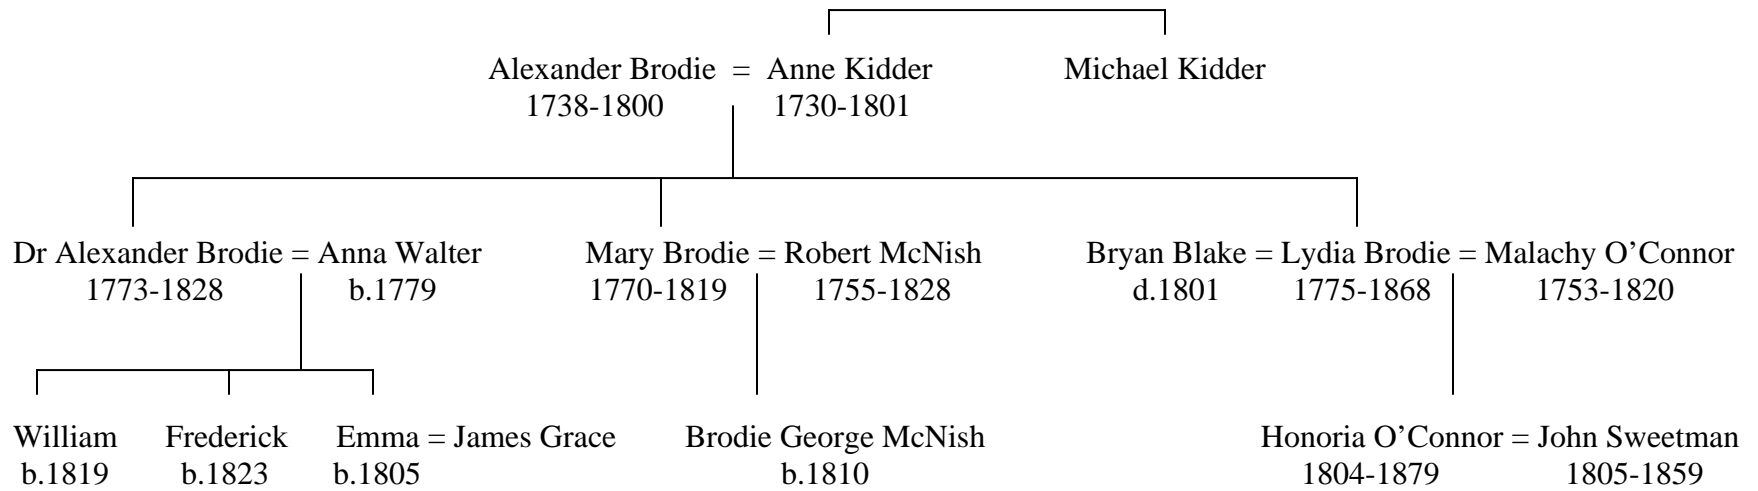 Alexander Brodie = Anne Kidder Michael Kidder
1738-1800 1730-1801
Dr Alexander Brodie = Anna Walter Mary Brodie = Robert McNish Bryan Blake = Lydia Brodie = Malachy O’Connor
1773-1828 b.1779 1770-1819 1755-1828 d.1801 1775-1868 1753-1820
William Frederick Emma = James Grace Brodie George McNish Honoria O’Connor = John Sweetman
b.1819 b.1823 b.1805 b.1810 1804-1879 1805-1859